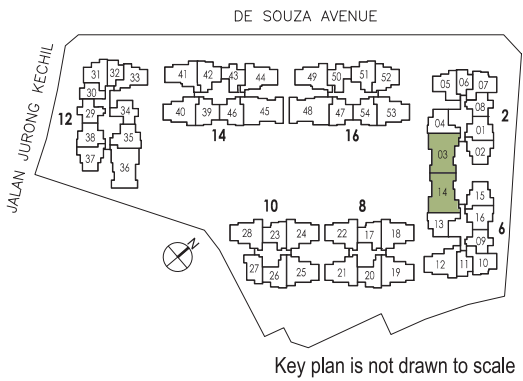 DE SOUZA AVENUE
JALAN JURONG KECHIL
31 32 33
30
29 34
12
38 35
37 36
41 42 43 44
40 39 46 45
14
49 50 51 52
48 47 54 53
16
05 06 07
08
2
04 01
03 02
14 15
13 16
6
09
12 11 10
10
28 23 24
27 26 25
8
22 17 18
21 20 19
N
Key plan is not drawn to scale